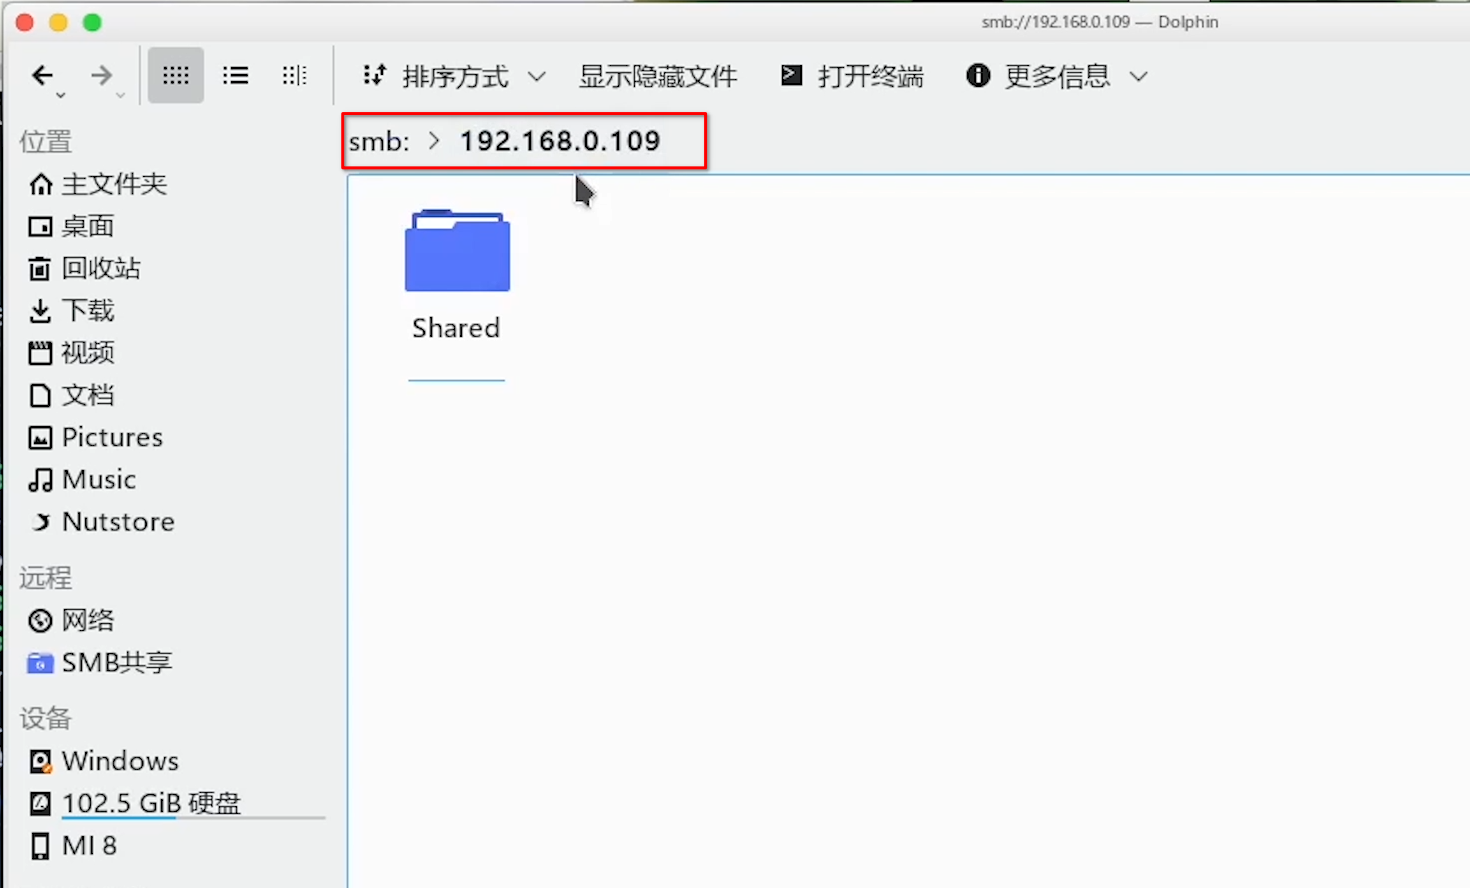 smb://192.168.0.109 — Dolphin
排序方式 显示隐藏文件 打开终端 更多信息
smb: > 192.168.0.109
位置
主文件夹
桌面
回收站
下载
视频
文档
Pictures
Music
Nutstore
远程
网络
SMB共享
设备
Windows
102.5 GiB 硬盘
MI 8
Shared